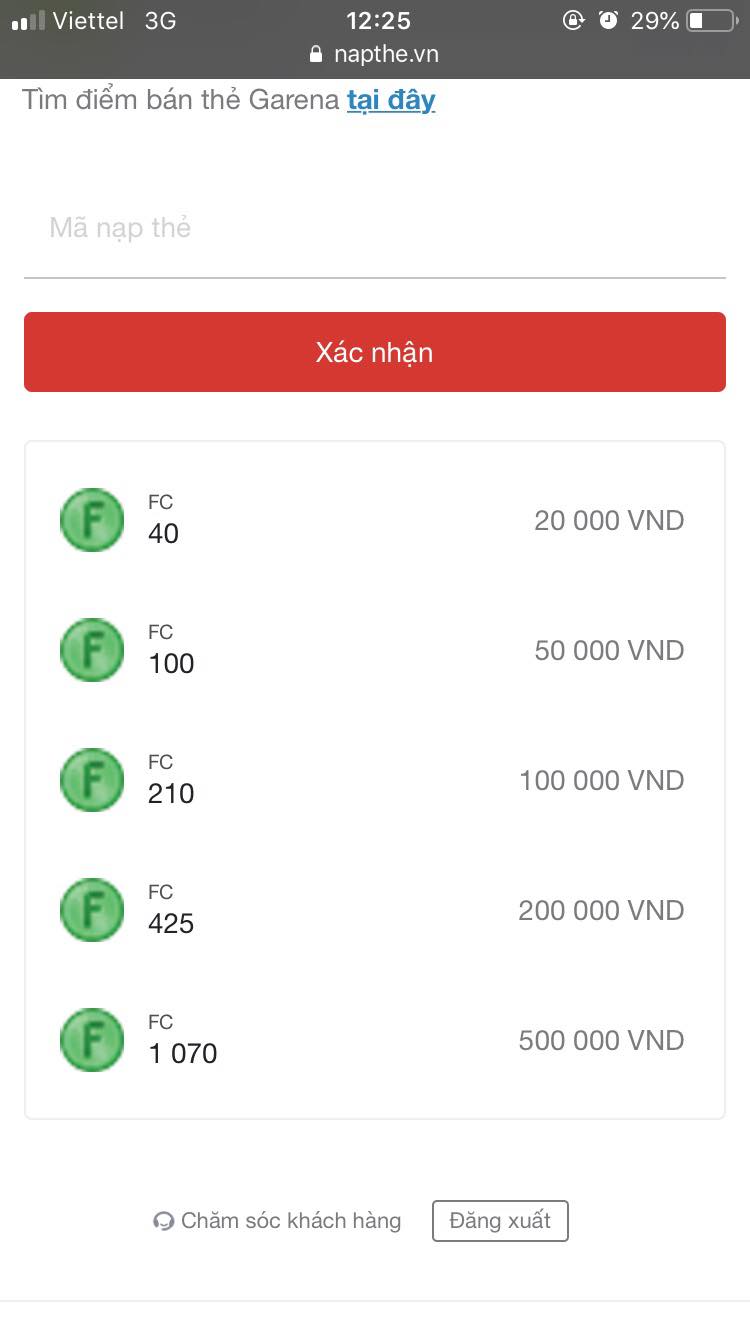 Viettel 3G 12:25 29%
napthe.vn
Tìm điểm bán thẻ Garena tại đây
Mã nạp thẻ
Xác nhận
F FC
40 20 000 VND
F FC
100 50 000 VND
F FC
210 100 000 VND
F FC
425 200 000 VND
F FC
1 070 500 000 VND
Chăm sóc khách hàng Đăng xuất